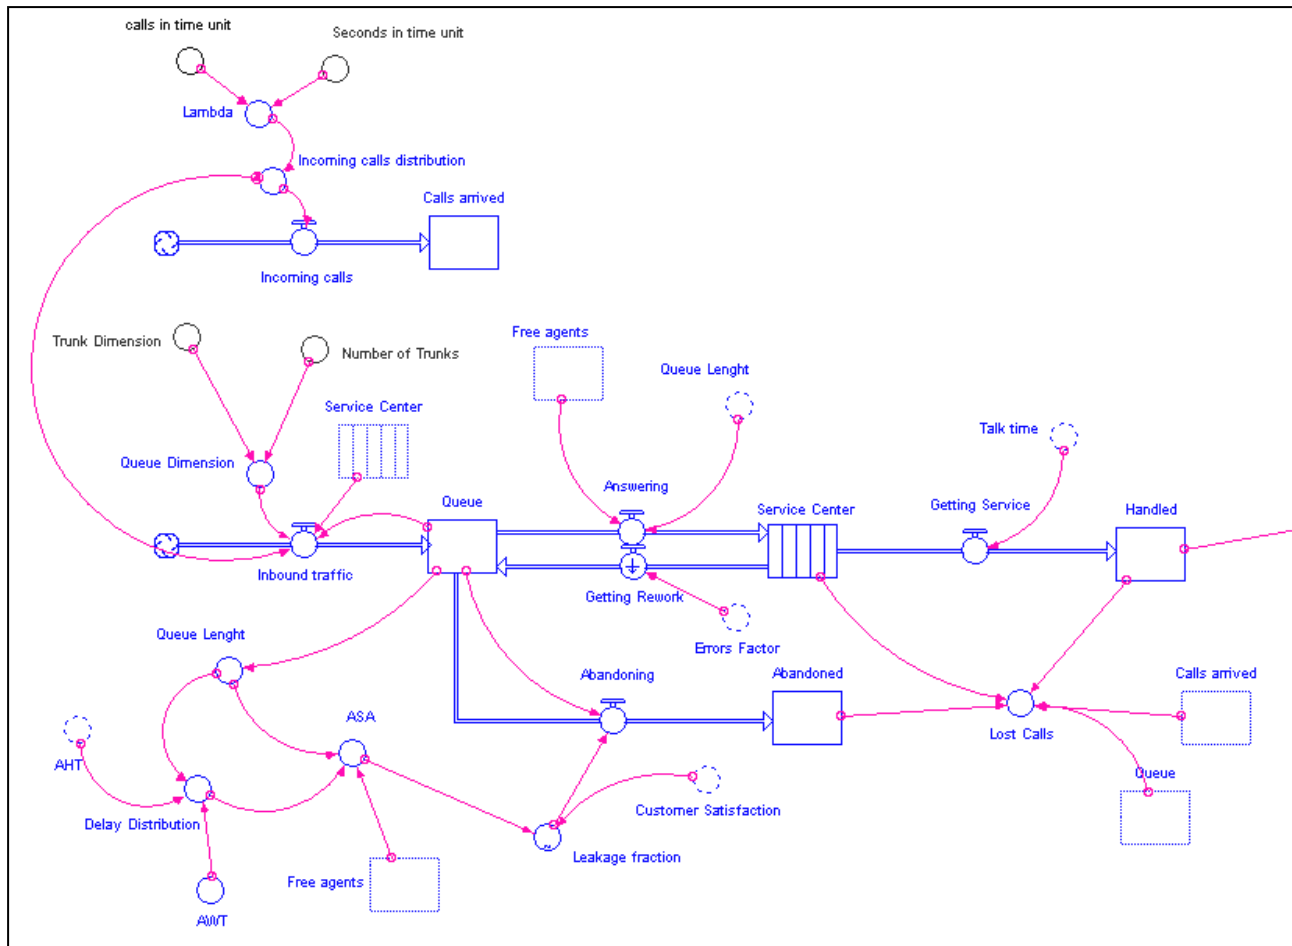 calls in time unit
Seconds in time unit
Lambda
Incoming calls distribution
Calls arrived
Incoming calls
Trunk Dimension
Number of Trunks
Free agents
Queue Lenght
Service Center
Talk time
Queue Dimension
Answering
Queue
Service Center
Getting Service
Handled
Inbound traffic
Getting Rework
Queue Lenght
Errors Factor
Abandoning
Abandoned
Calls arrived
ASA
Lost Calls
AHT
Queue
Customer Satisfaction
Delay Distribution
Leakage fraction
Free agents
AWT